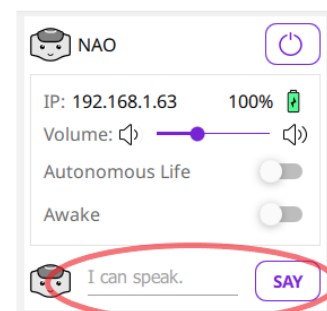 NAO
IP: 192.168.1.63 100%
Volume:
Autonomous Life
Awake
I can speak. SAY